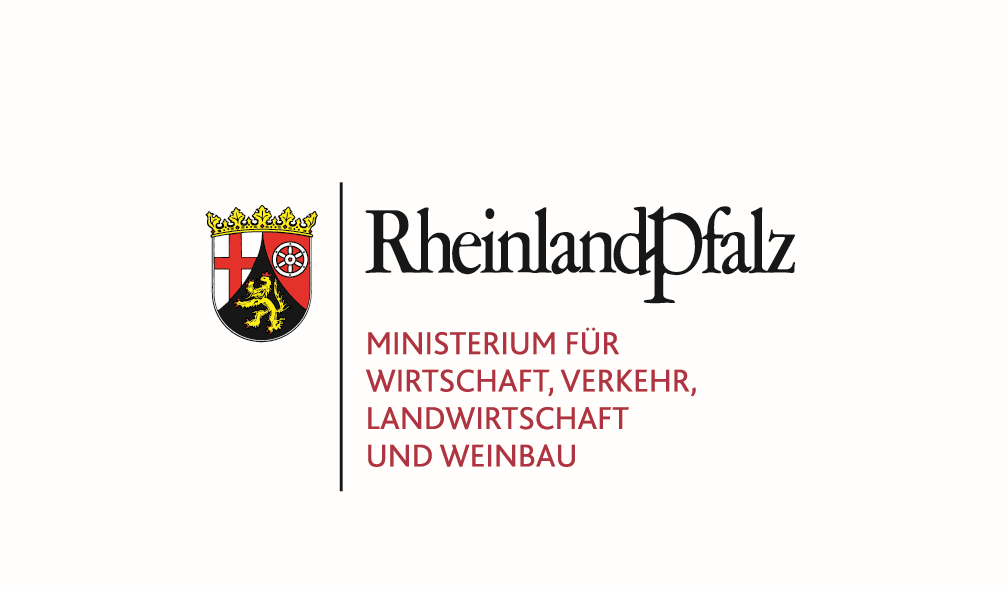 Rheinlandpfalz
MINISTERIUM FÜR
WIRTSCHAFT, VERKEHR,
LANDWIRTSCHAFT
UND WEINBAU